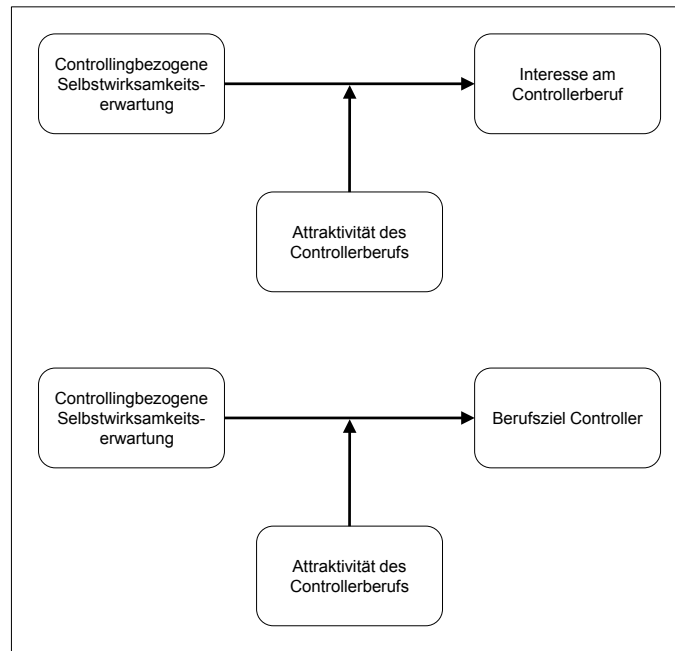 Controllingbezogene
Selbstwirksamkeits-
erwartung
Interesse am
Controllerberuf
Attraktivität des
Controllerberufs
Controllingbezogene
Selbstwirksamkeits-
erwartung
Berufsziel Controller
Attraktivität des
Controllerberufs